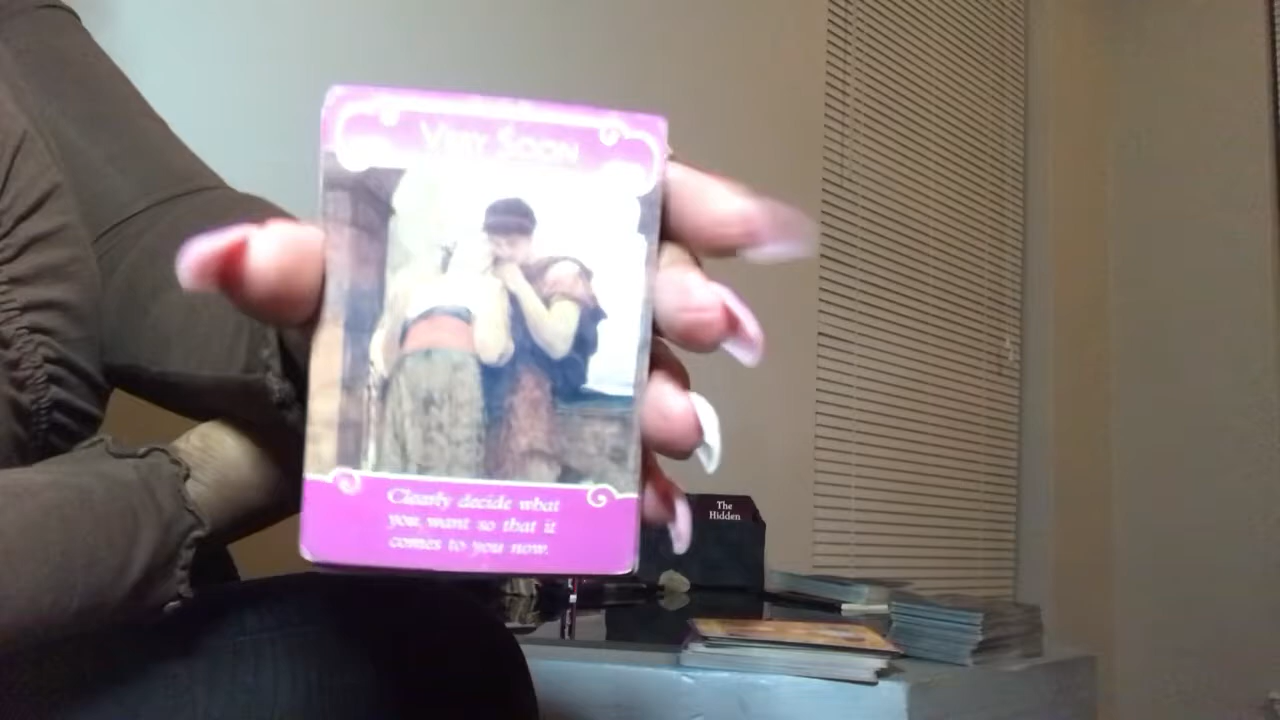 Very Soon
Clearly decide what
you want so that it
comes to you now.
The
Hidden